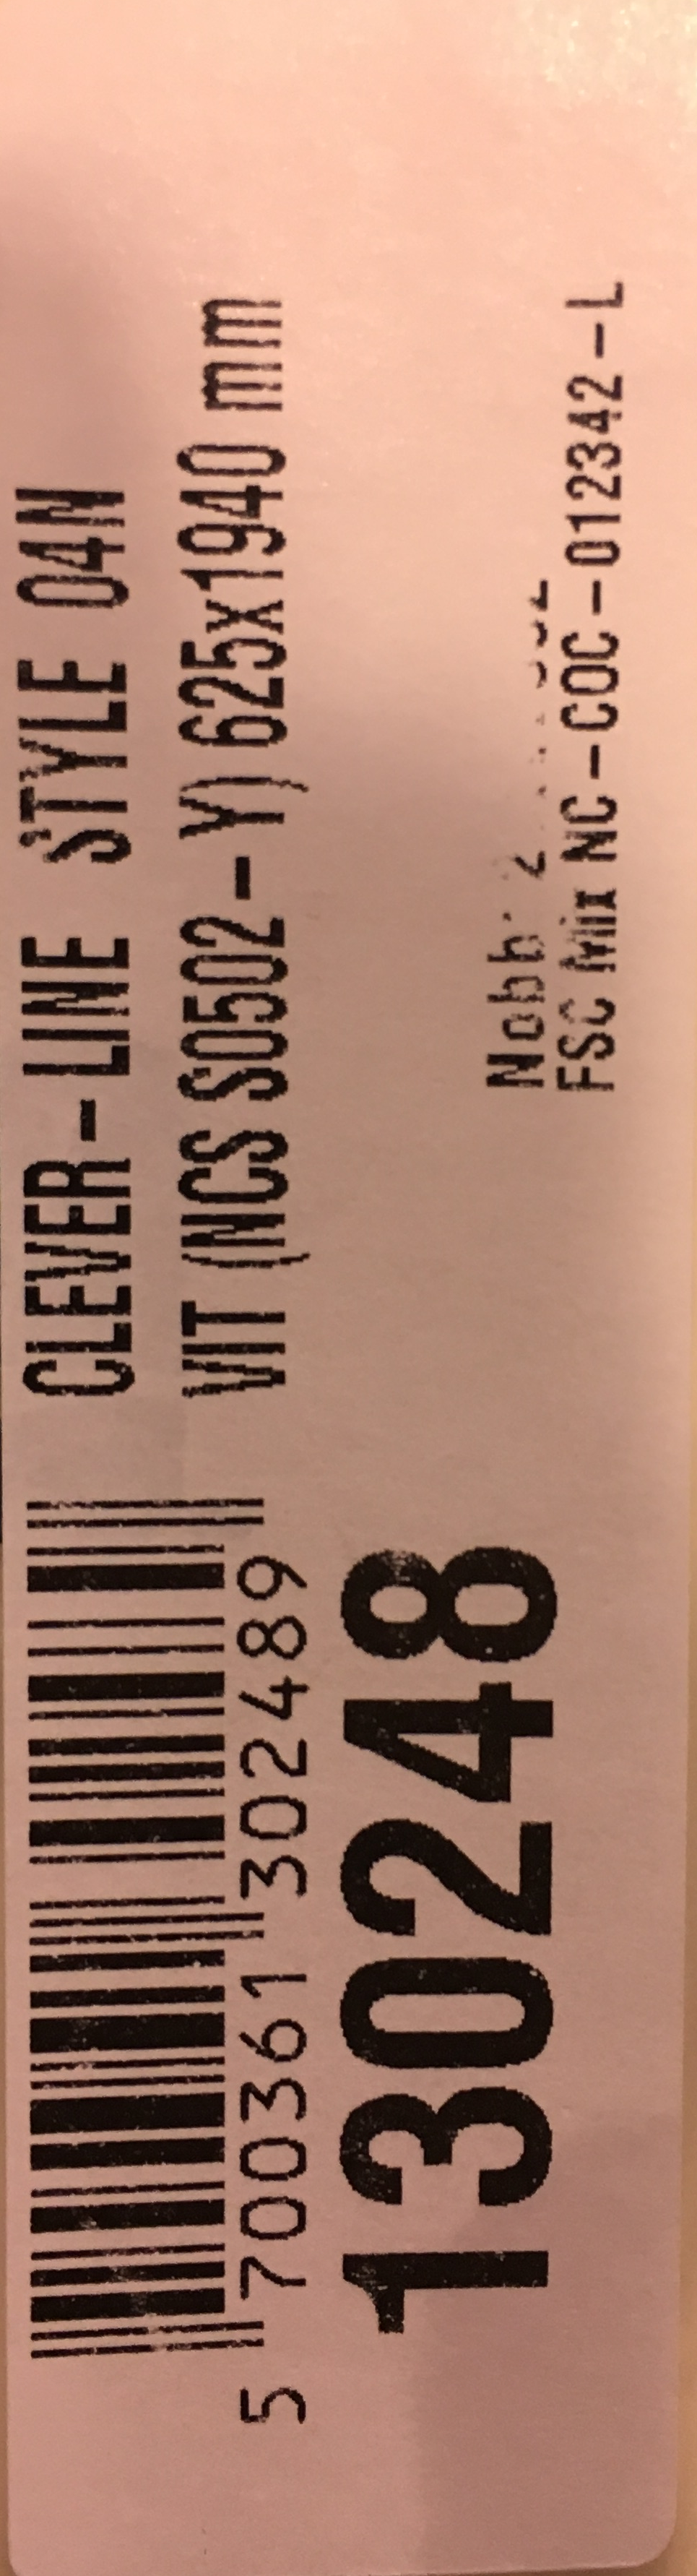 CLEVER-LINE STYLE 04N
VIT (NCS S0502-Y) 625x1940 mm
5 700361 302489
130248
FSC Mix NC-COC-012342-L